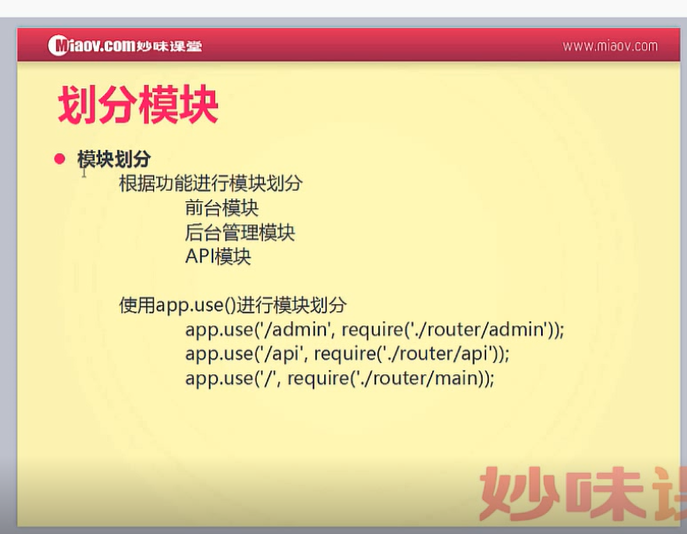 Miaov.com妙味课堂
www.miaov.com
划分模块
模块划分
根据功能进行模块划分
前台模块
后台管理模块
API模块
使用app.use()进行模块划分
app.use('/admin', require('./router/admin'));
app.use('/api', require('./router/api'));
app.use('/', require('./router/main));
妙味课